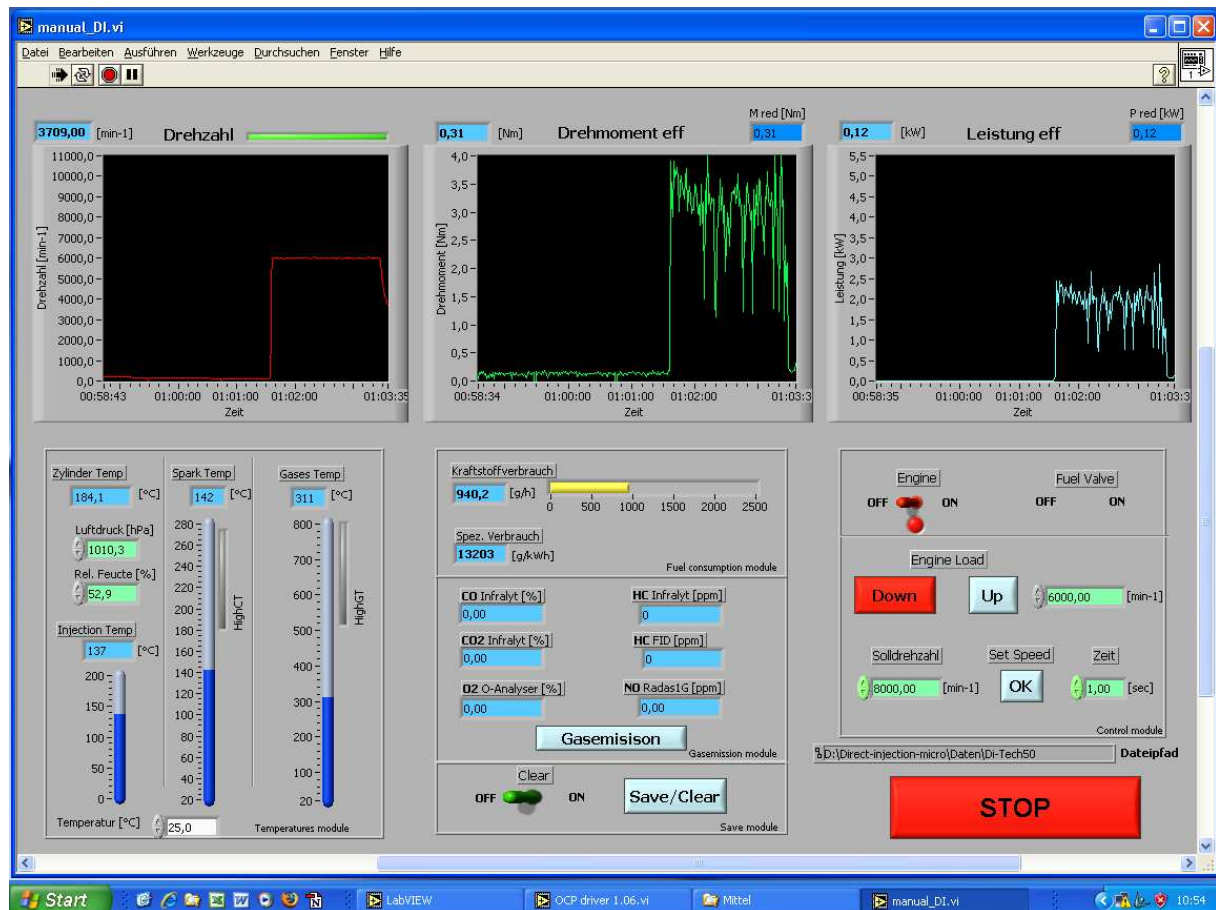 manual_DI.vi
Datei Bearbeiten Ausführen Werkzeuge Durchsuchen Fenster Hilfe
?
1
3709,00 [min-1] Drehzahl
11000,0
10000,0
9000,0
8000,0
7000,0
6000,0
5000,0
4000,0
3000,0
2000,0
1000,0
0,0
Drehzahl [min-1]
00:58:43 01:00:00 01:01:00 01:02:00 01:03:35
Zeit
0,31 [Nm] Drehmoment eff
M red [Nm]
0,31
4,0
3,5
3,0
2,5
2,0
1,5
1,0
0,5
0,0
Drehmoment [Nm]
00:58:34 01:00:00 01:01:00 01:02:00 01:03:3
Zeit
0,12 [kW] Leistung eff
P red [kW]
0,12
5,5
5,0
4,5
4,0
3,5
3,0
2,5
2,0
1,5
1,0
0,5
0,0
Leistung [kW]
00:58:35 01:00:00 01:01:00 01:02:00 01:03:3
Zeit
Zylinder Temp
184,1 [°C]
Luftdruck [hPa]
1010,3
Rel. Feuchte [%]
52,9
Injection Temp
137 [°C]
200
150
100
50
0
Temperatur [°C] 25,0
Spark Temp
142 [°C]
280
260
240
220
200
180
160
140
120
100
80
60
40
20
HighCT
Gases Temp
311 [°C]
800
700
600
500
400
300
200
100
20
HighGT
Temperatures module
Kraftstoffverbrauch
940,2 [g/h]
0 500 1000 1500 2000 2500
Spez. Verbrauch
13203 [g/kWh]
Fuel consumption module
CO Infralyt [%] HC Infralyt [ppm]
0,00 0
CO2 Infralyt [%] HC FID [ppm]
0,00 0
O2 O-Analyser [%] NO Radas1G [ppm]
0,00 0,00
Gasemisison
Gasemission module
Clear
OFF ON
Save/Clear
Save module
Engine Fuel Valve
OFF ON OFF ON
Engine Load
Down Up 6000,00 [min-1]
Solldrehzahl Set Speed Zeit
8000,00 [min-1] OK 1,00 [sec]
Control module
D:\Direct-injection-micro\Daten\Di-Tech50 Dateipfad
STOP
Start LabVIEW OCP driver 1.06.vi Mittel manual_DI.vi 10:54